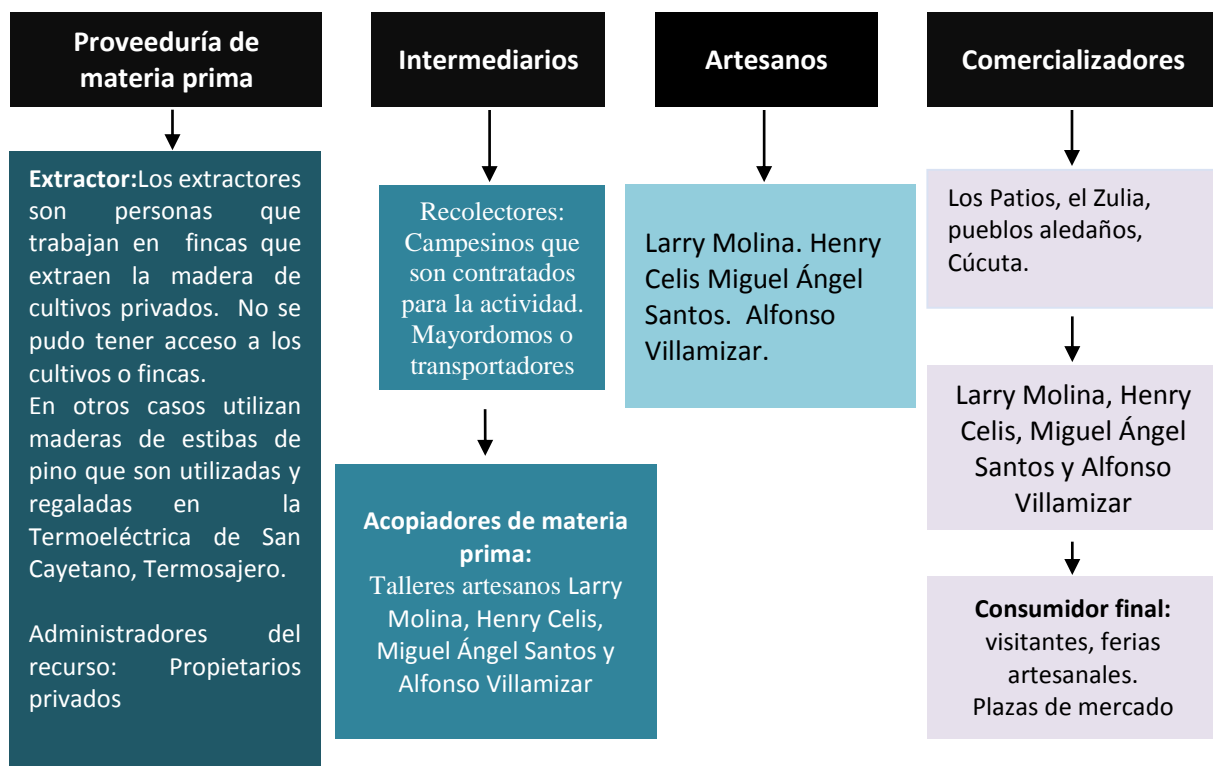 Proveeduría de
materia prima
Extractor:Los extractores
son personas que
trabajan en fincas que
extraen la madera de
cultivos privados. No se
pudo tener acceso a los
cultivos o fincas.
En otros casos utilizan
maderas de estibas de
pino que son utilizadas y
regaladas en la
Termoeléctrica de San
Cayetano, Termosajero.
Administradores del
recurso: Propietarios
privados
Intermediarios
Recolectores:
Campesinos que
son contratados
para la actividad.
Mayordomos o
transportadores
Acopiadores de materia
prima:
Talleres artesanos Larry
Molina, Henry Celis,
Miguel Ángel Santos y
Alfonso Villamizar
Artesanos
Larry Molina. Henry
Celis Miguel Ángel
Santos. Alfonso
Villamizar.
Comercializadores
Los Patios, el Zulia,
pueblos aledaños,
Cúcuta.
Larry Molina, Henry
Celis, Miguel Ángel
Santos y Alfonso
Villamizar
Consumidor final:
visitantes, ferias
artesanales.
Plazas de mercado